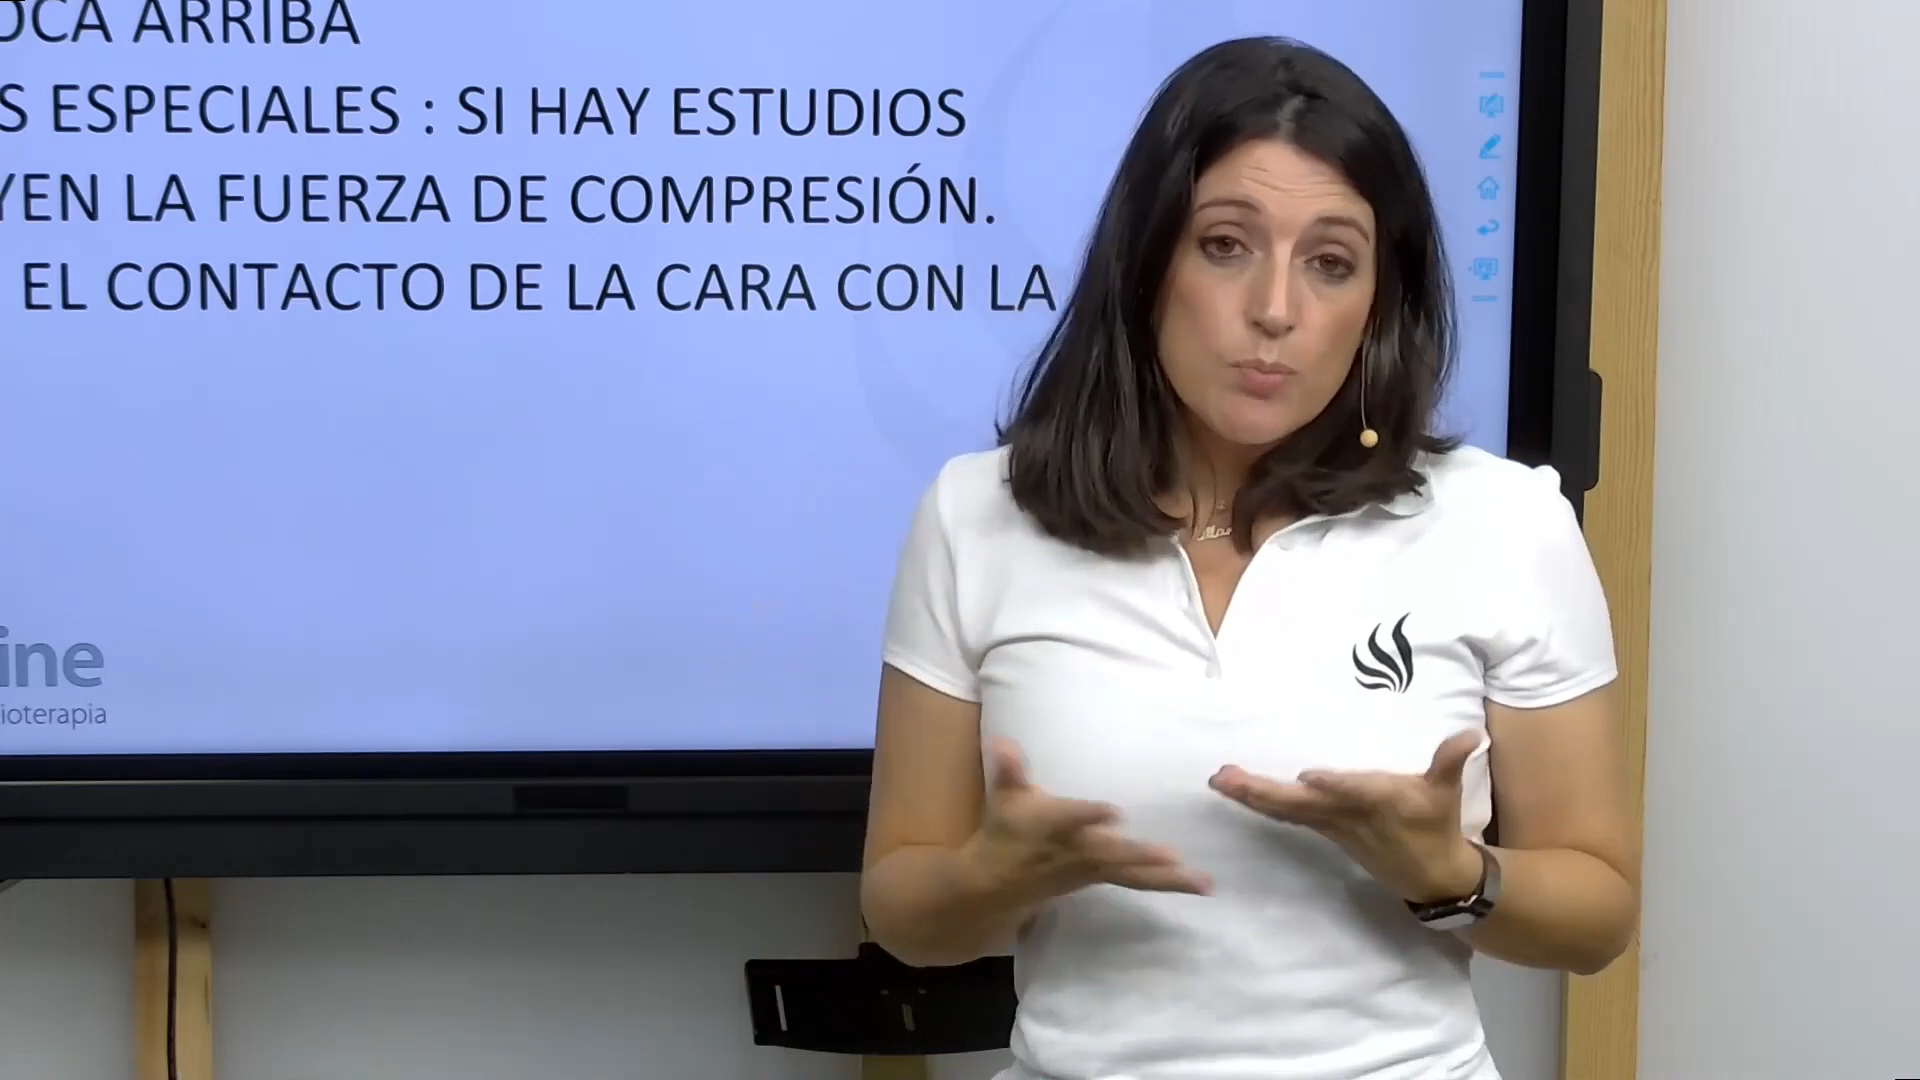 OCA ARRIBA
S ESPECIALES : SI HAY ESTUDIOS
YEN LA FUERZA DE COMPRESIÓN.
EL CONTACTO DE LA CARA CON LA
ine
ioterapia